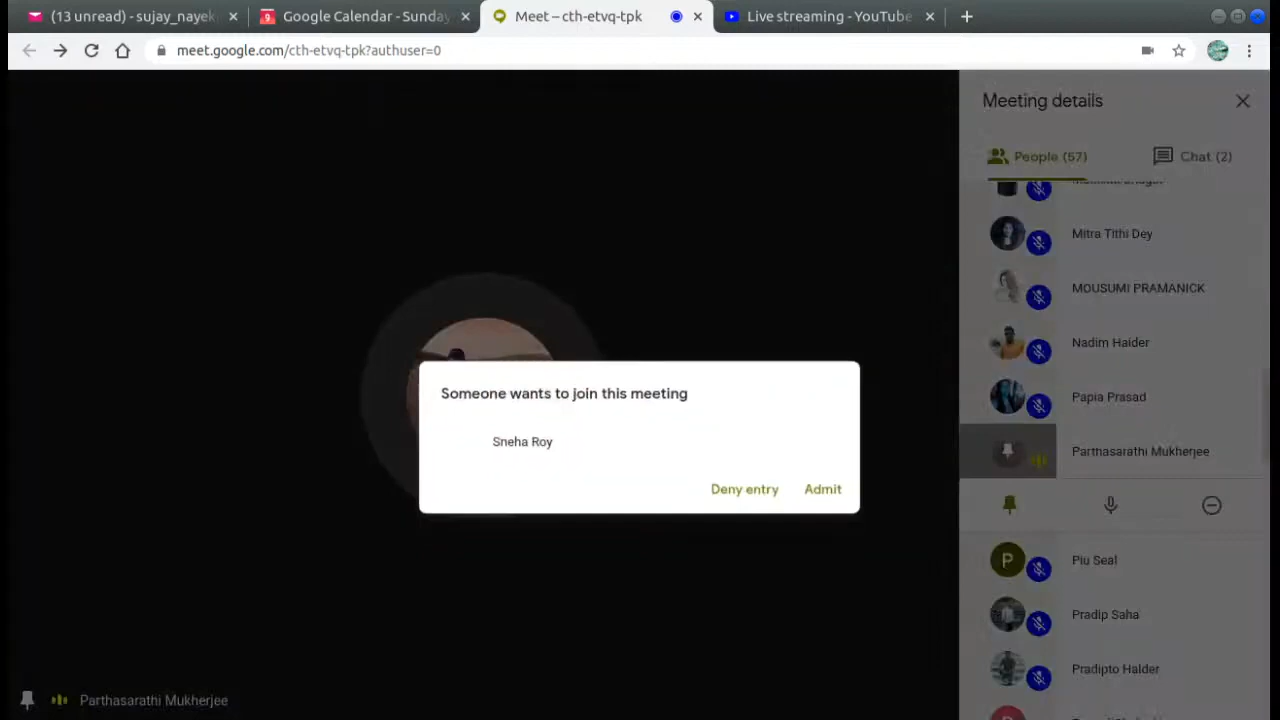 (13 unread) - sujay_nayek
Google Calendar - Sunday
Meet – cth-etvq-tpk
Live streaming - YouTube
meet.google.com/cth-etvq-tpk?authuser=0
Meeting details
People (57)
Chat (2)
Mitra Tithi Dey
MOUSUMI PRAMANICK
Nadim Haider
Papia Prasad
Parthasarathi Mukherjee
P
Piu Seal
Pradip Saha
Pradipto Halder
Someone wants to join this meeting
Sneha Roy
Deny entry
Admit
Parthasarathi Mukherjee